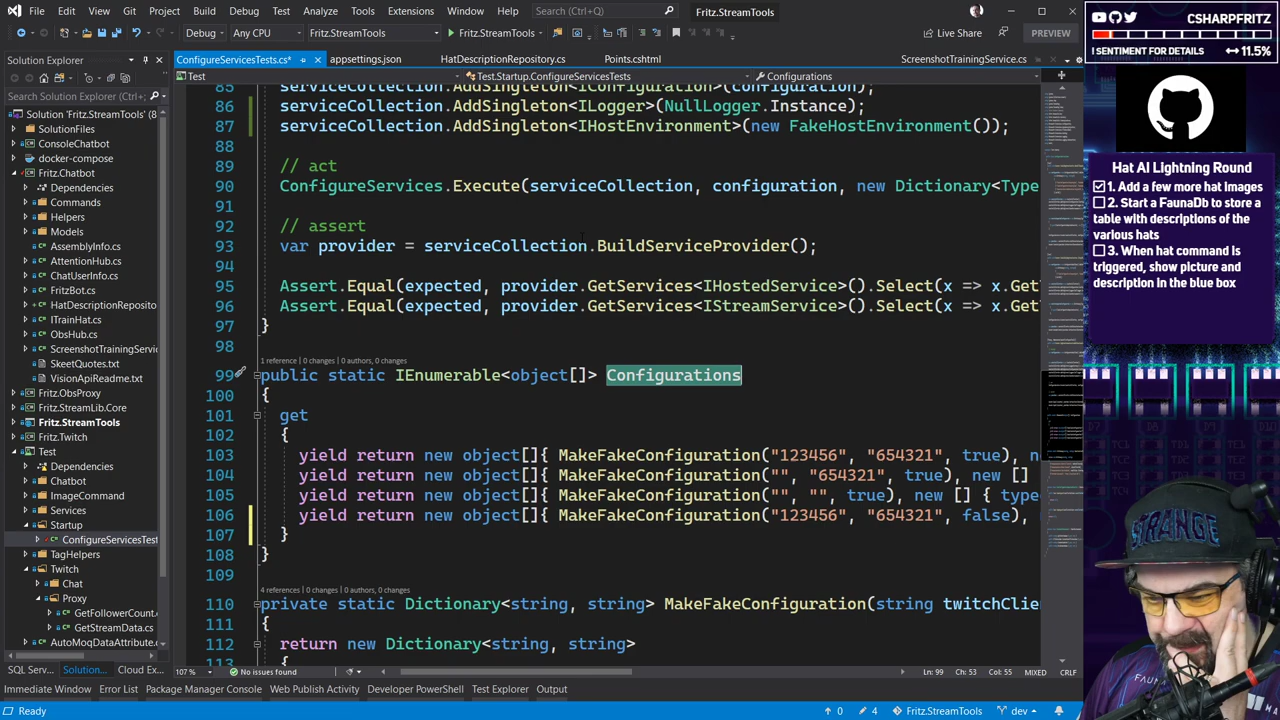 File Edit View Git Project Build Debug Test Analyze Tools Extensions Window Help Search (Ctrl+Q) Fritz.StreamTools
Debug Any CPU Fritz.StreamTools Fritz.StreamTools Live Share PREVIEW
Solution Explorer
Search Solution Explorer (Ctrl+
Solution 'Fritz.StreamTools' (8
SolutionFiles
ConsoleChatbot
docker-compose
Fritz.Chatbot
Dependencies
Commands
Helpers
Models
AssemblyInfo.cs
AttentionHub.cs
ChatUserInfo.cs
FritzBot.cs
HatDescriptionReposito
ITrainHat.cs
ObsHub.cs
ScreenshotTrainingServi
SkeetQuotes.txt
VisionApiReadme.txt
Fritz.ObsProxy
Fritz.StreamLib.Core
Fritz.StreamTools
Fritz.Twitch
Test
Dependencies
Chatbot
ImageCommand
Services
Startup
ConfigureServicesTest
TagHelpers
Twitch
Chat
Proxy
GetFollowerCount.c
GetStreamData.cs
AutoMoqDataAttribute.c
SQL Serv... Solution... Cloud Ex...
ConfigureServicesTests.cs* appsettings.json HatDescriptionRepository.cs Points.cshtml ScreenshotTrainingService.cs
Test Test.Startup.ConfigureServicesTests Configurations
86 serviceCollection.AddSingleton<ILogger>(NullLogger.Instance);
87 serviceCollection.AddSingleton<IHostEnvironment>(new FakeHostEnvironment());
88
89 // act
90 ConfigureServices.Execute(serviceCollection, configuration, new Dictionary<Type
91
92 // assert
93 var provider = serviceCollection.BuildServiceProvider();
94
95 Assert.Equal(expected, provider.GetServices<IHostedService>().Select(x => x.Get
96 Assert.Equal(expected, provider.GetServices<IStreamService>().Select(x => x.Get
97 }
98
1 reference | 0 changes | 0 authors, 0 changes
99 public static IEnumerable<object[]> Configurations
100 {
101 get
102 {
103 yield return new object[]{ MakeFakeConfiguration("123456", "654321", true), new
104 yield return new object[]{ MakeFakeConfiguration("", "654321", true), new []
105 yield return new object[]{ MakeFakeConfiguration("", "", true), new [] { type
106 yield return new object[]{ MakeFakeConfiguration("123456", "654321", false),
107 }
108 }
109
4 references | 0 changes | 0 authors, 0 changes
110 private static Dictionary<string, string> MakeFakeConfiguration(string twitchClien
111 {
112 return new Dictionary<string, string>
113 {
107 % No issues found Ln: 99 Ch: 53 Col: 55 MIXED CRLF
Immediate Window Error List Package Manager Console Web Publish Activity Developer PowerShell Test Explorer Output
Ready 0 4 Fritz.StreamTools dev
CSHARPFRITZ
! SENTIMENT FOR DETAILS 11.5%
Hat AI Lightning Round
1. Add a few more hat images
2. Start a FaunaDb to store a
table with descriptions of the
various hats
3. When hat command is
triggered, show picture and
description in the blue box
STRANGE